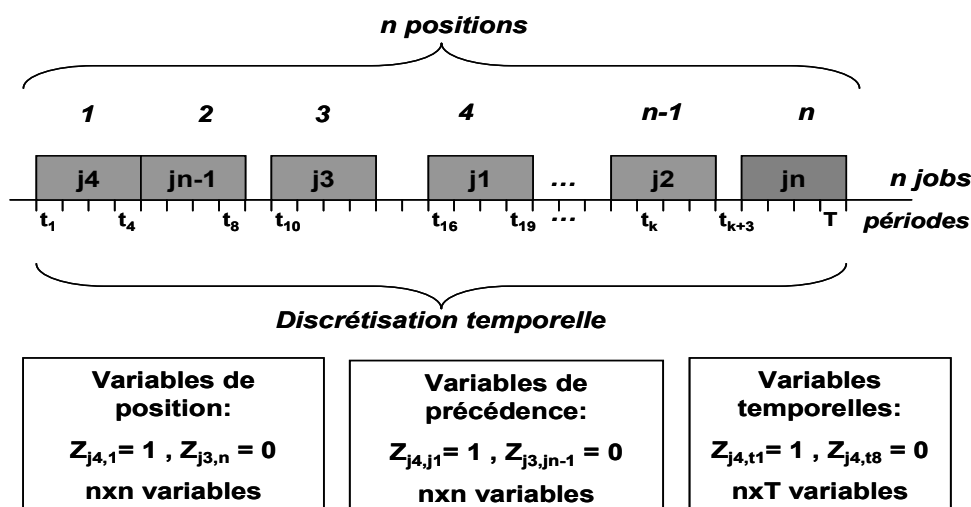 n positions
1 2 3 4 n-1 n
j4 jn-1 j3 j1 ... j2 jn n jobs
t1 t4 t8 t10 t16 t19 ... tk tk+3 T périodes
Discrétisation temporelle
Variables de
position:
Zj4,1= 1 , Zj3,n = 0
nxn variables
Variables de
précédence:
Zj4,j1= 1 , Zj3,jn-1 = 0
nxn variables
Variables
temporelles:
Zj4,t1= 1 , Zj4,t8 = 0
nxT variables